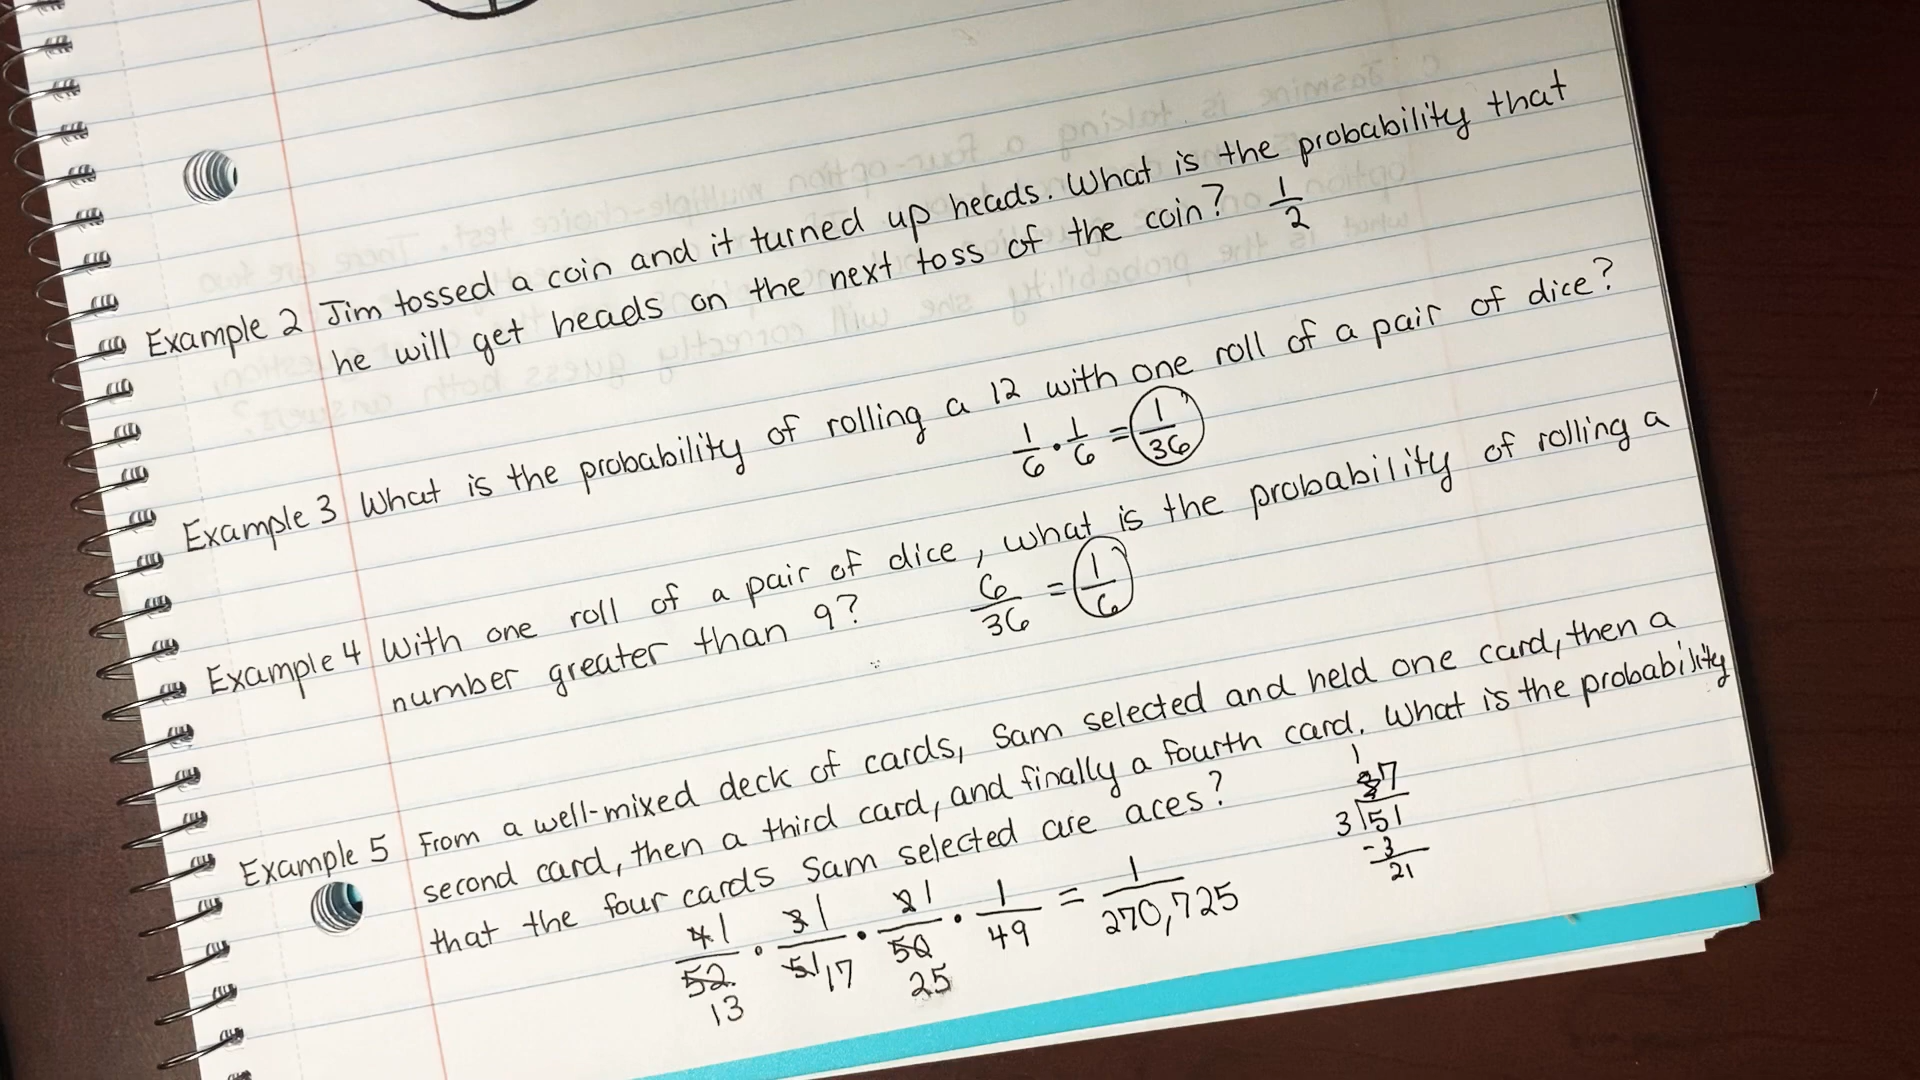 Example 2 Jim tossed a coin and it turned up heads. What is the probability that
he will get heads on the next toss of the coin? 1/2
Example 3 What is the probability of rolling a 12 with one roll of a pair of dice?
1/6 · 1/6 = 1/36
Example 4 With one roll of a pair of dice, what is the probability of rolling a
number greater than 9? 6/36 = 1/6
Example 5 From a well-mixed deck of cards, Sam selected and held one card, then a
second card, then a third card, and finally a fourth card. What is the probability
that the four cards Sam selected are aces?
4 1/52 13 · 3 1/51 17 · 2 1/50 25 · 1/49 = 1/270,725
1
7
3 51
-3
21